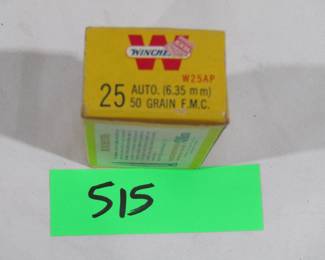 W
WINCHE
W25AP
25 AUTO. (6.35 mm)
50 GRAIN F.M.C.
515